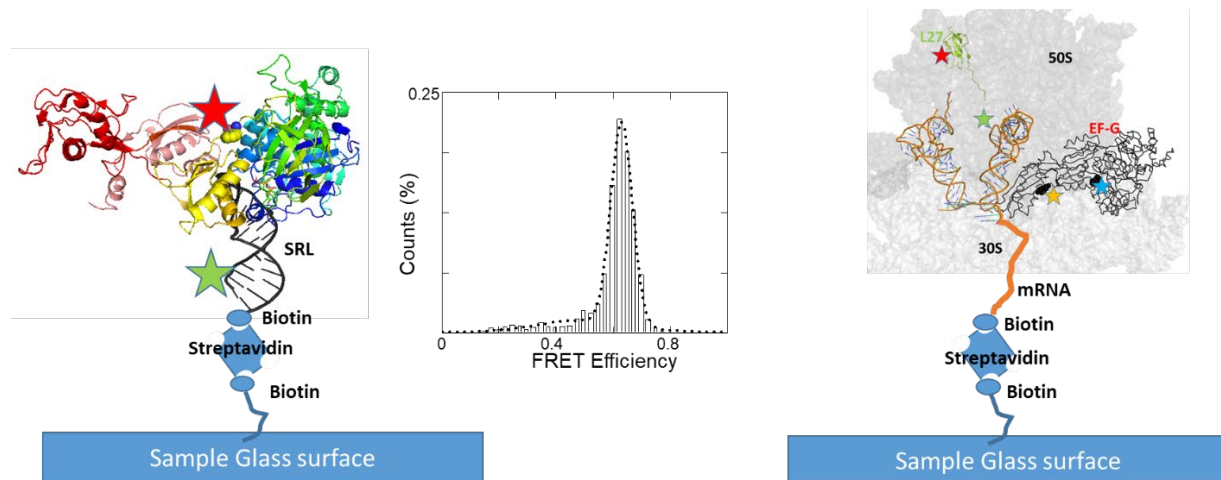 SRL
Biotin
Streptavidin
Biotin
Sample Glass surface
0.25
Counts (%)
0
0.4
0.8
FRET Efficiency
L27
50S
EF-G
30S
mRNA
Biotin
Streptavidin
Biotin
Sample Glass surface